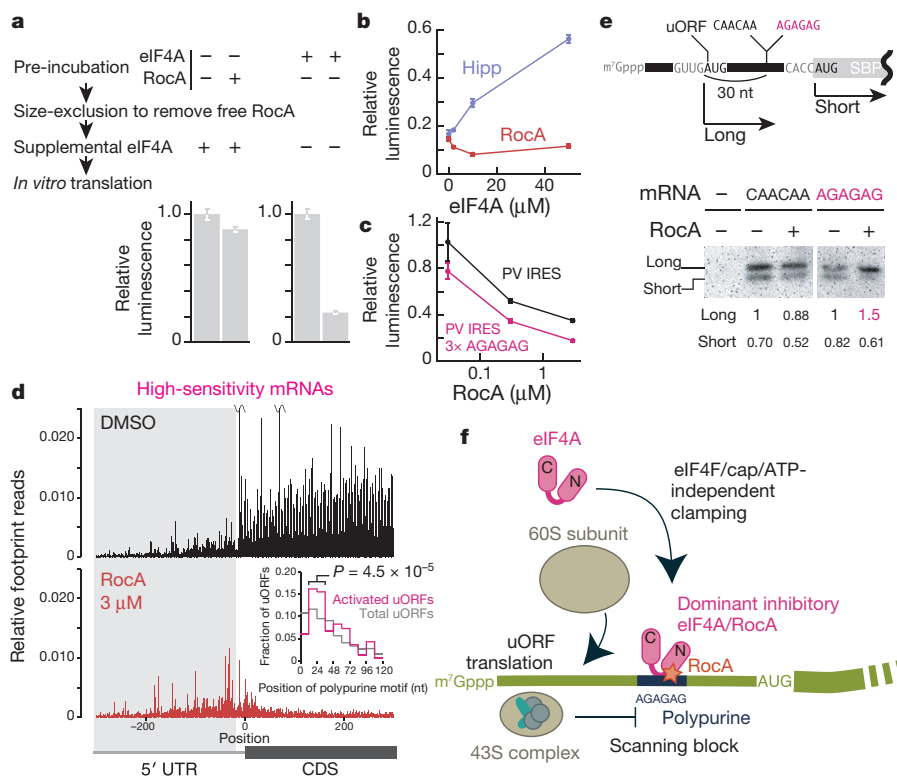 a
eIF4A – – + +
Pre-incubation
RocA – + – +
Size-exclusion to remove free RocA
Supplemental eIF4A + + – –
In vitro translation
Relative luminescence
1.0
0
1.0
0
b
Relative luminescence
0.6
0.4
0.2
0
Hipp
RocA
0 20 40
eIF4A (μM)
c
Relative luminescence
1.2
0.8
0.4
0
PV IRES
PV IRES
3× AGAGAG
0.1 1
RocA (μM)
d
High-sensitivity mRNAs
Relative footprint reads
DMSO
0.020
0.010
0
RocA
3 μM
0.020
0.010
0
P = 4.5 × 10⁻⁵
Fraction of uORFs
0.20
0.15
0.10
0.05
0
Activated uORFs
Total uORFs
0 24 48 72 96 120
Position of polypurine motif (nt)
–200 0 200
Position
5′ UTR CDS
e
CAACAA AGAGAG
uORF
m⁷Gppp GUUGAUG CACCAUG SBP
30 nt
Short
Long
mRNA – CAACAA AGAGAG
RocA – – + – +
Long
Short
Long 1 0.88 1 1.5
Short 0.70 0.52 0.82 0.61
f
eIF4A
C N
eIF4F/cap/ATP-
independent
clamping
60S subunit
Dominant inhibitory
eIF4A/RocA
C N
RocA
uORF
translation
m⁷Gppp AUG
AGAGAG
Polypurine
43S complex
Scanning block